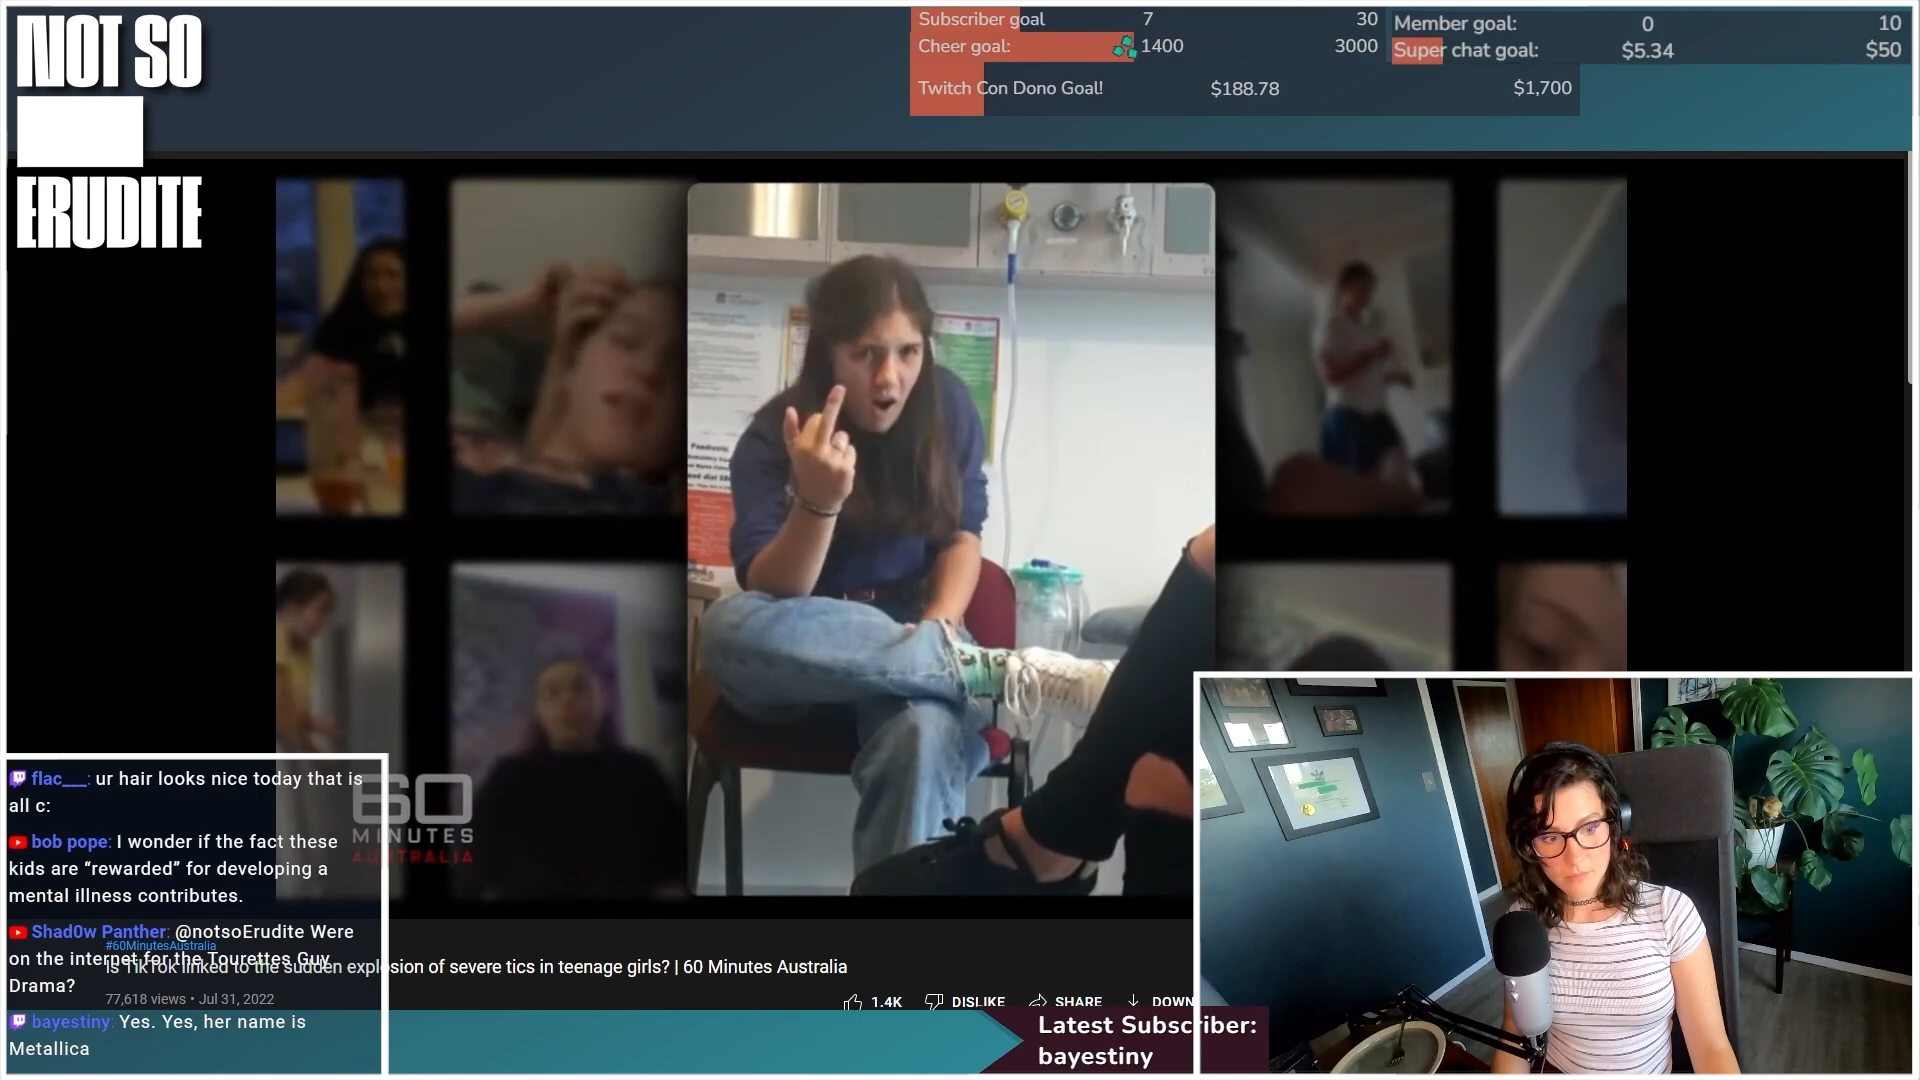 NOT SO
ERUDITE
Subscriber goal 7 30
Cheer goal: 1400 3000
Twitch Con Dono Goal! $188.78 $1,700
Member goal: 0 10
Super chat goal: $5.34 $50
flac___: ur hair looks nice today that is
all c:
bob pope: I wonder if the fact these
kids are “rewarded” for developing a
mental illness contributes.
Shad0w Panther: @notsoErudite Were
on the internet for the Tourettes Guy
Drama?
bayestiny: Yes. Yes, her name is
Metallica
60
MINUTES
AUSTRALIA
#60MinutesAustralia
Is TikTok linked to the sudden explosion of severe tics in teenage girls? | 60 Minutes Australia
77,618 views • Jul 31, 2022
1.4K DISLIKE SHARE DOWN
Latest Subscriber:
bayestiny